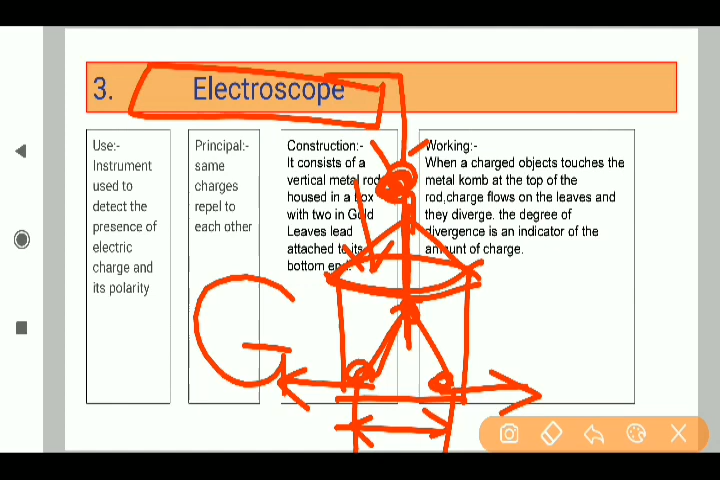 3. Electroscope
Use:-
Instrument
used to
detect the
presence of
electric
charge and
its polarity
Principal:-
same
charges
repel to
each other
Construction:-
It consists of a
vertical metal rod
housed in a box
with two in Gold
Leaves lead
attached to its
bottom end.
Working:-
When a charged objects touches the
metal komb at the top of the
rod,charge flows on the leaves and
they diverge. the degree of
divergence is an indicator of the
amount of charge.
G